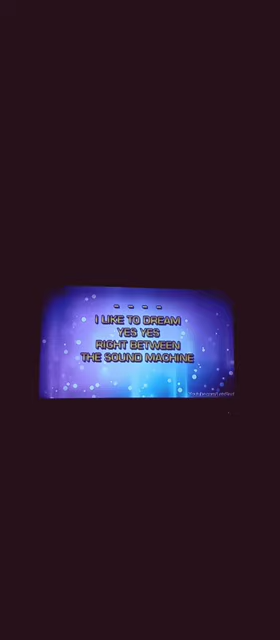 - - - -
I LIKE TO DREAM
YES YES
RIGHT BETWEEN
THE SOUND MACHINE